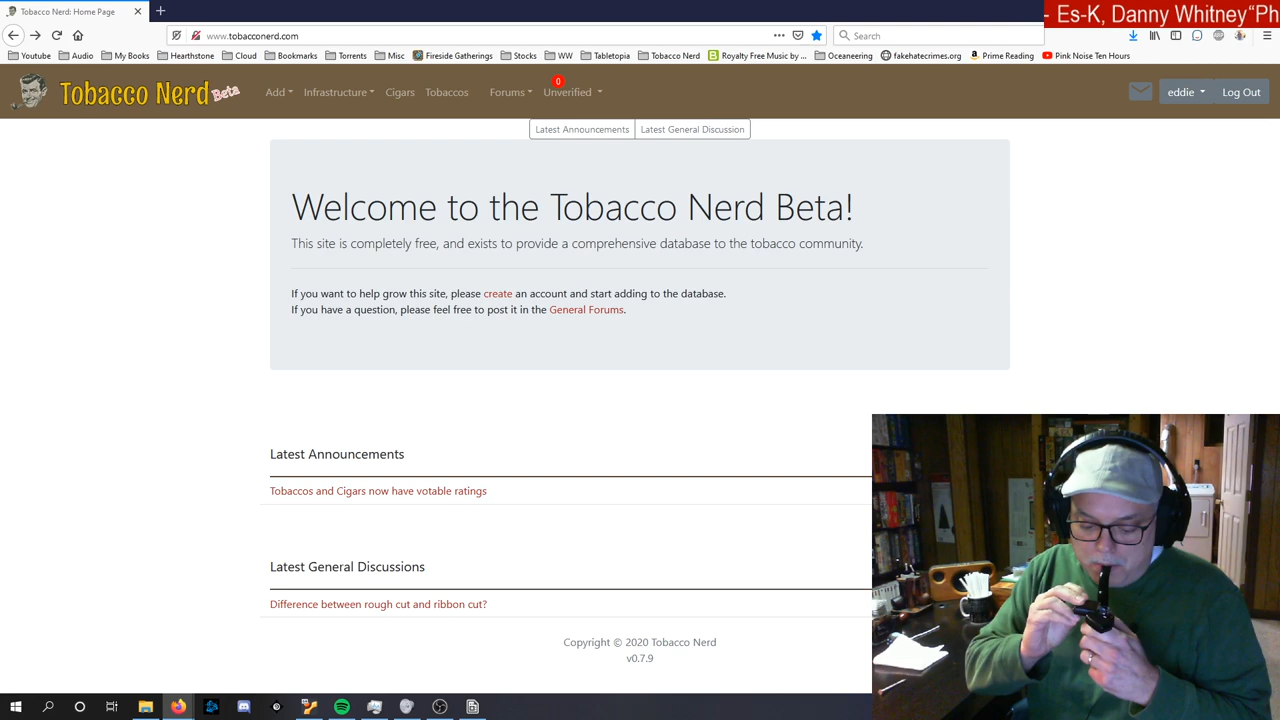 Tobacco Nerd: Home Page
- Es-K, Danny Whitney“Ph
www.tobacconerd.com
Search
Youtube Audio My Books Hearthstone Cloud Bookmarks Torrents Misc Fireside Gatherings Stocks WW Tabletopia Tobacco Nerd Royalty Free Music by ... Oceaneering fakehatecrimes.org Prime Reading Pink Noise Ten Hours
Tobacco Nerd Beta
Add Infrastructure Cigars Tobaccos Forums Unverified 0
eddie Log Out
Latest Announcements Latest General Discussion
Welcome to the Tobacco Nerd Beta!
This site is completely free, and exists to provide a comprehensive database to the tobacco community.
If you want to help grow this site, please create an account and start adding to the database.
If you have a question, please feel free to post it in the General Forums.
Latest Announcements
Tobaccos and Cigars now have votable ratings
Latest General Discussions
Difference between rough cut and ribbon cut?
Copyright © 2020 Tobacco Nerd
v0.7.9